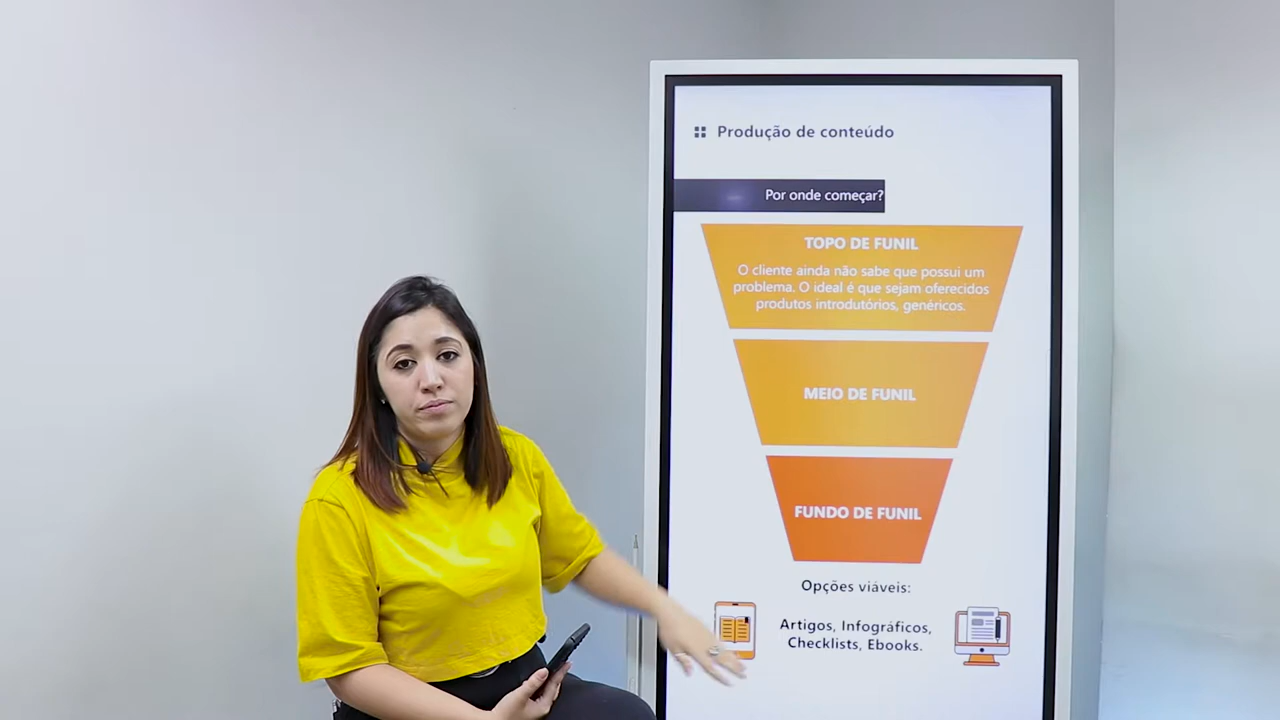 Produção de conteúdo
Por onde começar?
TOPO DE FUNIL
O cliente ainda não sabe que possui um
problema. O ideal é que sejam oferecidos
produtos introdutórios, genéricos.
MEIO DE FUNIL
FUNDO DE FUNIL
Opções viáveis:
Artigos, Infográficos,
Checklists, Ebooks.